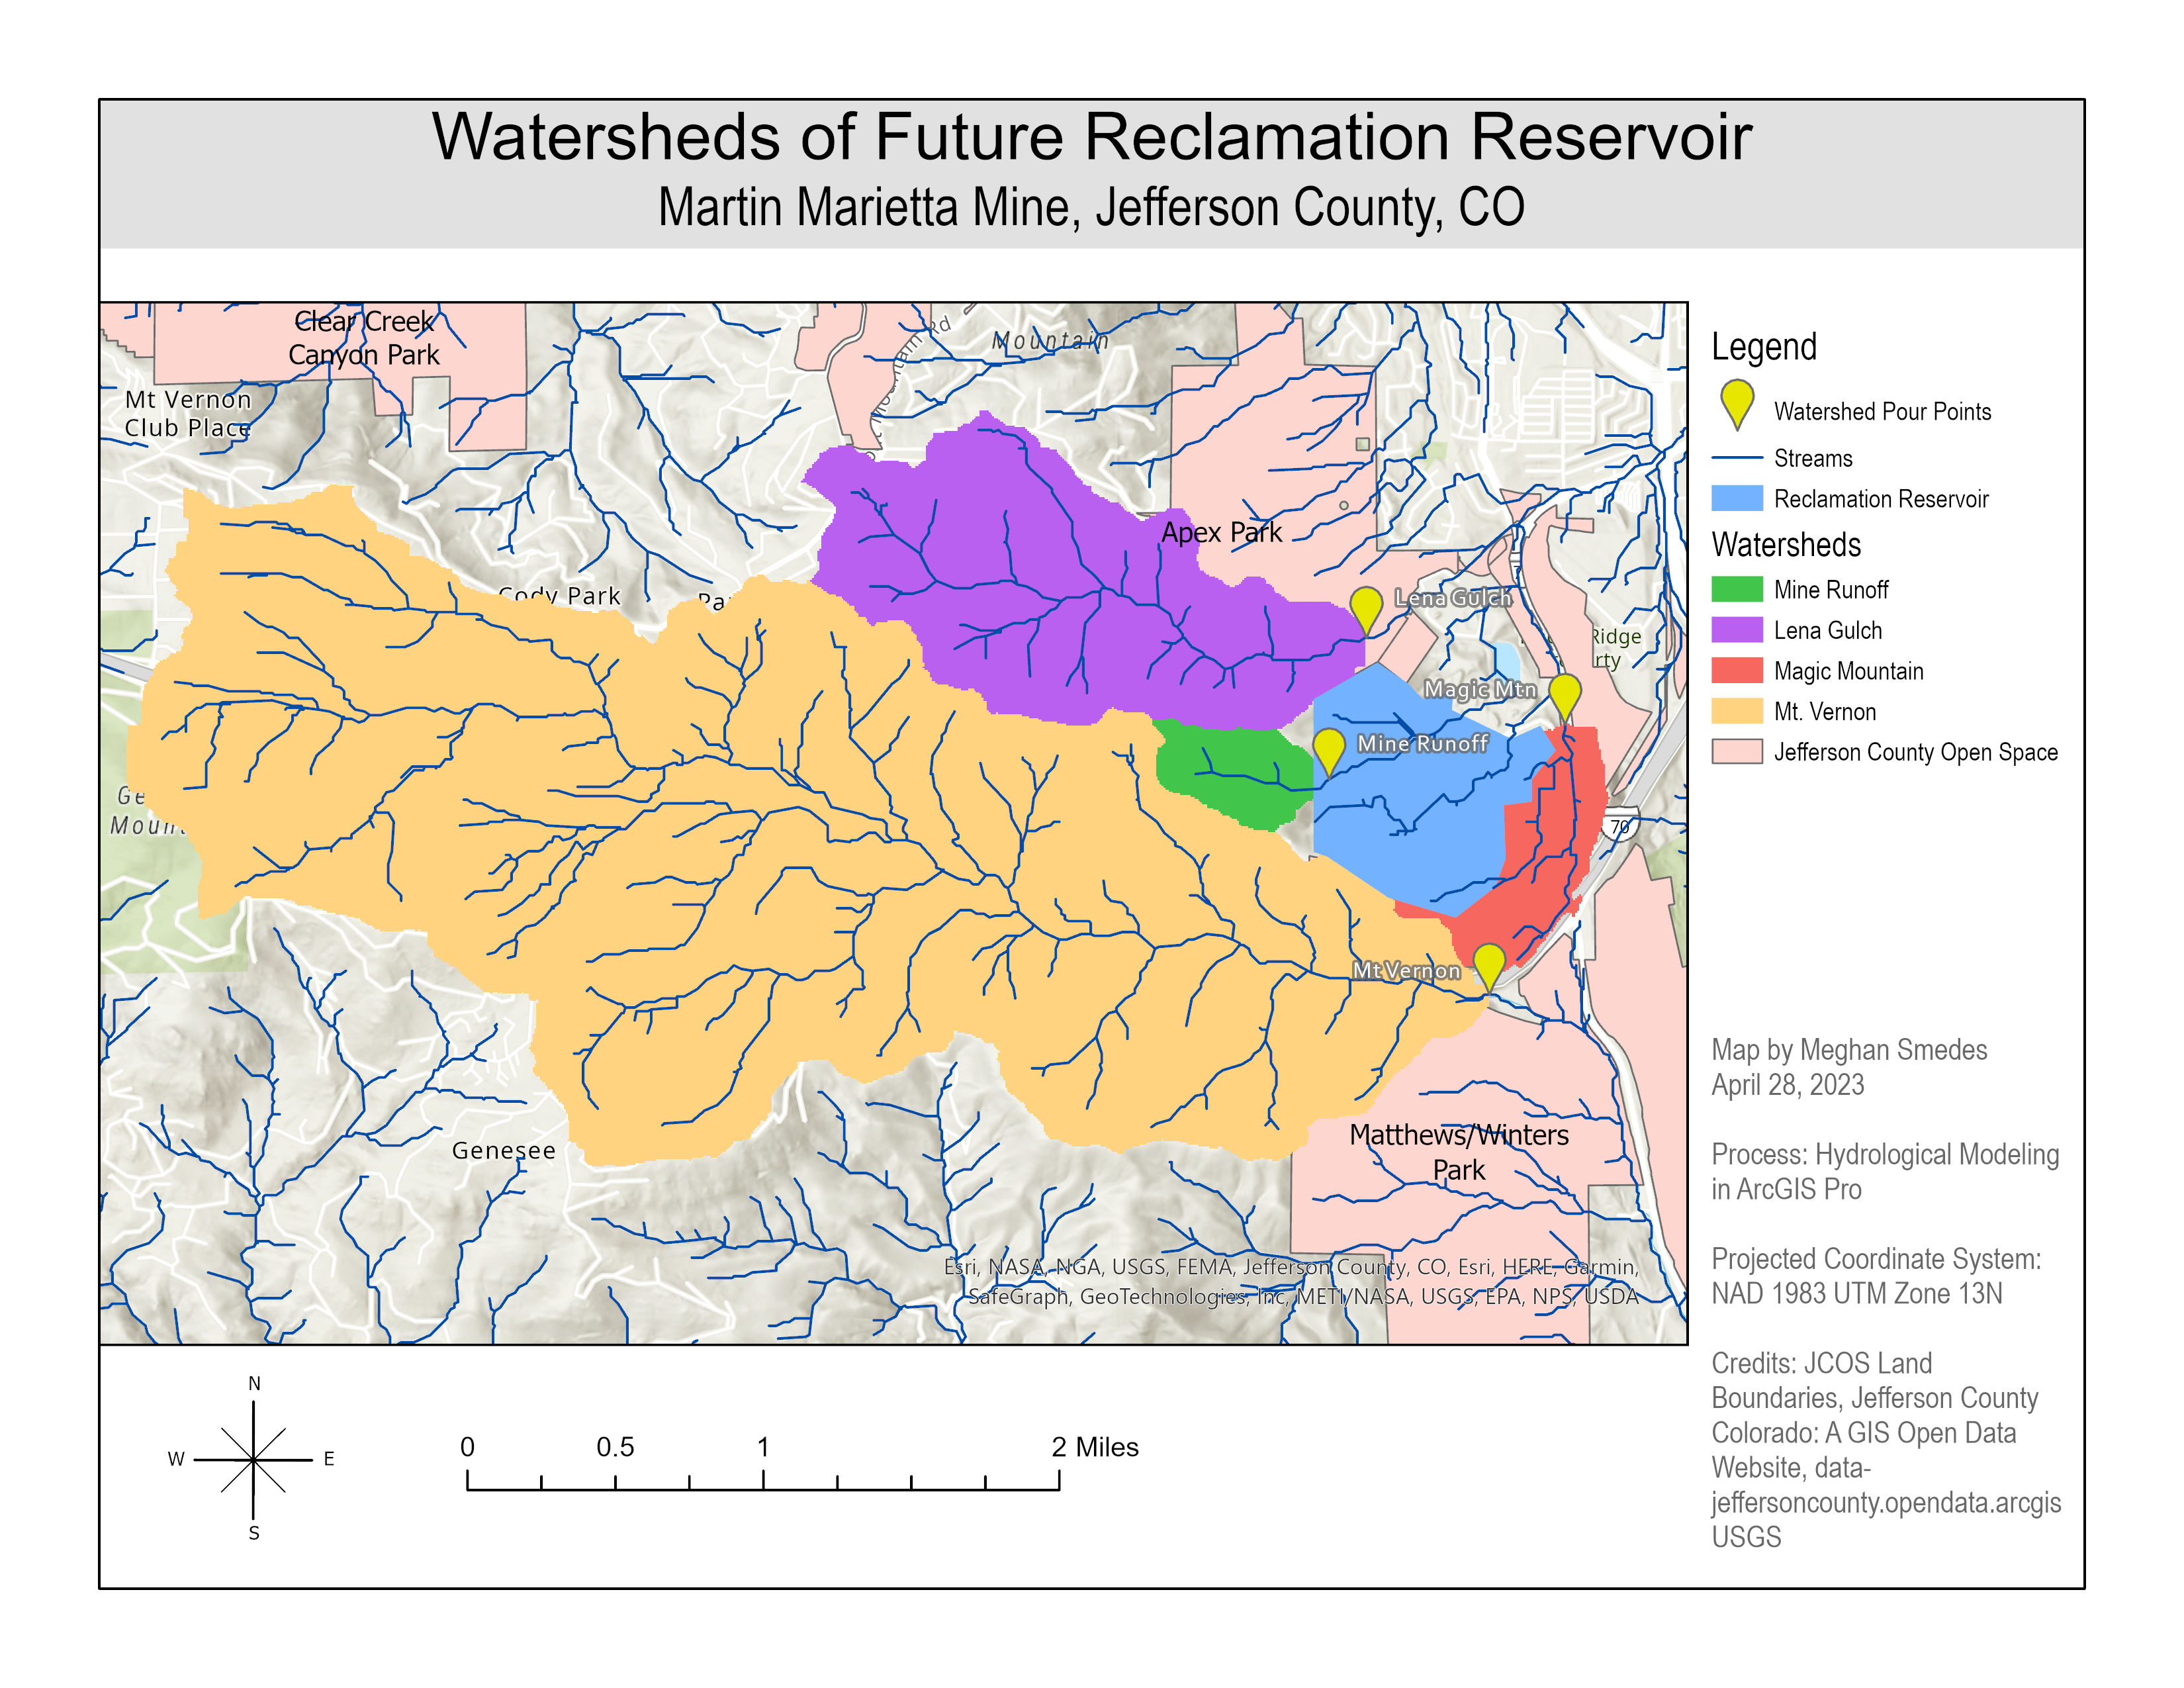 Watersheds of Future Reclamation Reservoir
Martin Marietta Mine, Jefferson County, CO
Clear Creek
Canyon Park
Mt Vernon
Club Place
Mountain
Rd
Apex Park
Cody Park
Lena Gulch
Ridge
Magic Mtn
Mine Runoff
70
Mt Vernon
Genesee
Matthews/Winters
Park
Esri, NASA, NGA, USGS, FEMA, Jefferson County, CO, Esri, HERE, Garmin,
SafeGraph, GeoTechnologies, Inc, METI/NASA, USGS, EPA, NPS, USDA
Legend
Watershed Pour Points
Streams
Reclamation Reservoir
Watersheds
Mine Runoff
Lena Gulch
Magic Mountain
Mt. Vernon
Jefferson County Open Space
Map by Meghan Smedes
April 28, 2023
Process: Hydrological Modeling
in ArcGIS Pro
Projected Coordinate System:
NAD 1983 UTM Zone 13N
Credits: JCOS Land
Boundaries, Jefferson County
Colorado: A GIS Open Data
Website, data-
jeffersoncounty.opendata.arcgis
USGS
N
W E
S
0 0.5 1 2 Miles